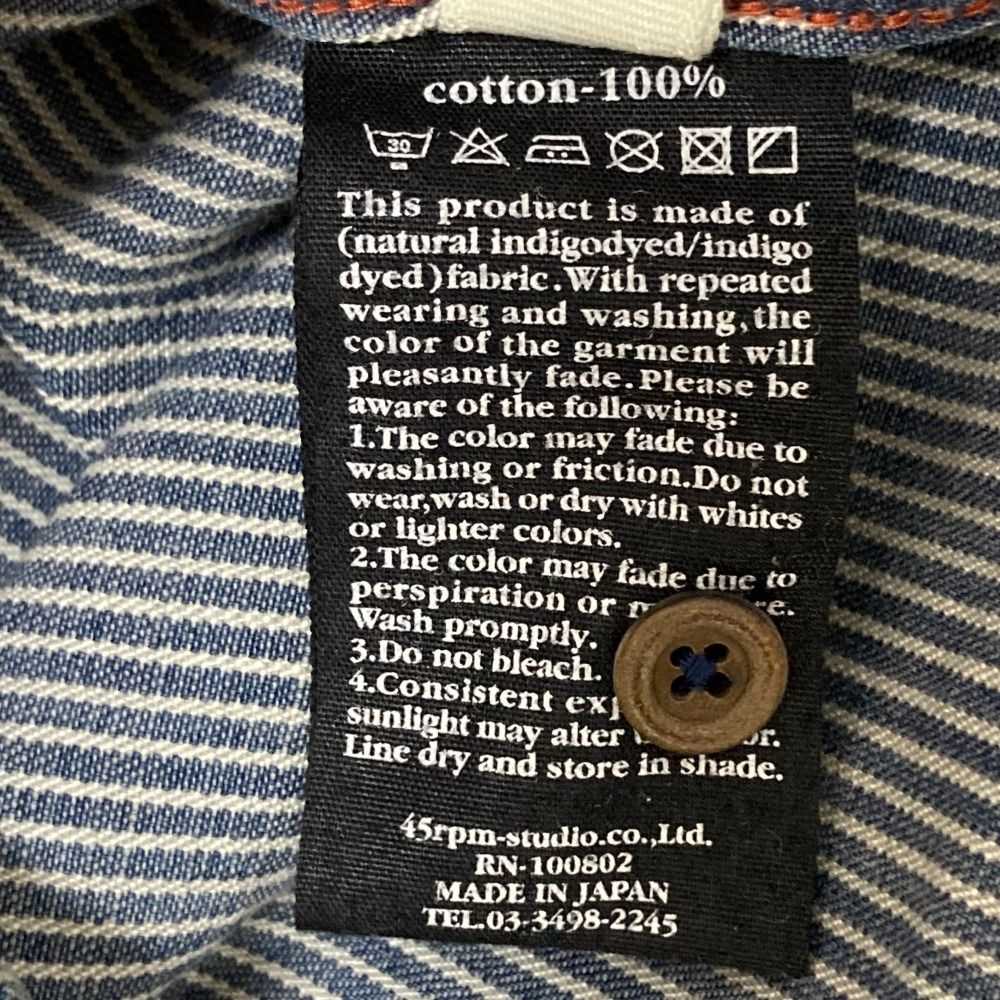 cotton-100%
30
This product is made of
(natural indigodyed/indigo
dyed)fabric.With repeated
wearing and washing,the
color of the garment will
pleasantly fade.Please be
aware of the following:
1.The color may fade due to
washing or friction.Do not
wear,wash or dry with whites
or lighter colors.
2.The color may fade due to
perspiration or
Wash promptly.
3.Do not bleach.
4.Consistent
sunlight may alter
Line dry and store in shade.
45rpm-studio.co.,Ltd.
RN-100802
MADE IN JAPAN
TEL.03-3498-2245